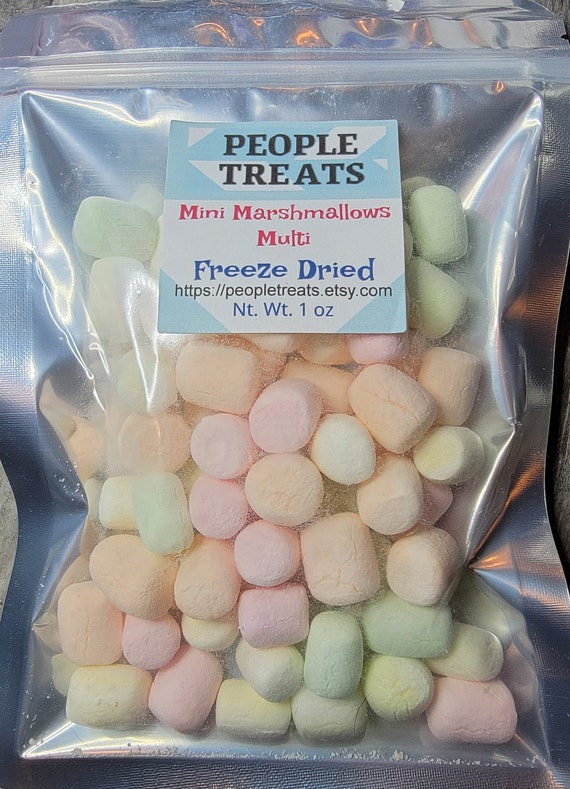 PEOPLE
TREATS
Mini Marshmallows
Multi
Freeze Dried
https://peopletreats.etsy.com
Nt. Wt. 1 oz